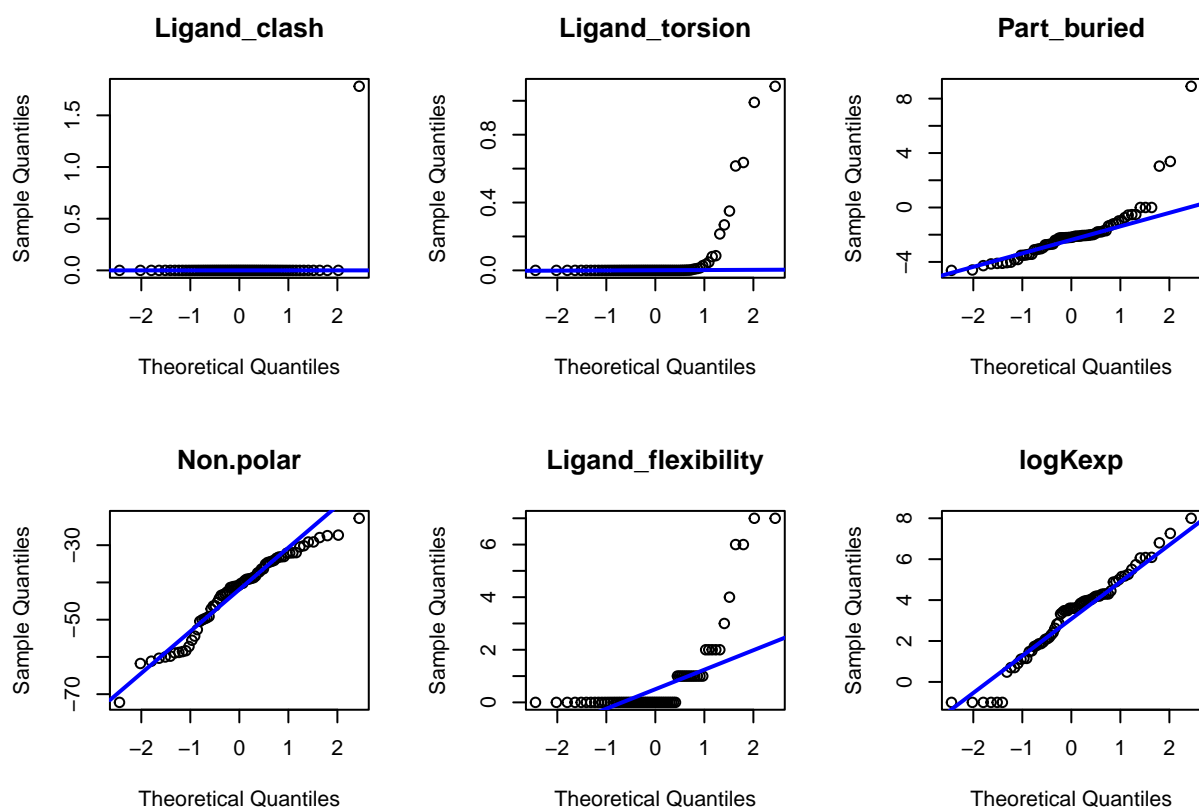 Ligand_clash
Sample Quantiles
1.5
1.0
0.5
0.0
−2 −1 0 1 2
Theoretical Quantiles
Ligand_torsion
Sample Quantiles
0.8
0.4
0.0
−2 −1 0 1 2
Theoretical Quantiles
Part_buried
Sample Quantiles
8
4
0
−4
−2 −1 0 1 2
Theoretical Quantiles
Non.polar
Sample Quantiles
−30
−50
−70
−2 −1 0 1 2
Theoretical Quantiles
Ligand_flexibility
Sample Quantiles
6
4
2
0
−2 −1 0 1 2
Theoretical Quantiles
logKexp
Sample Quantiles
8
6
4
2
0
−2 −1 0 1 2
Theoretical Quantiles